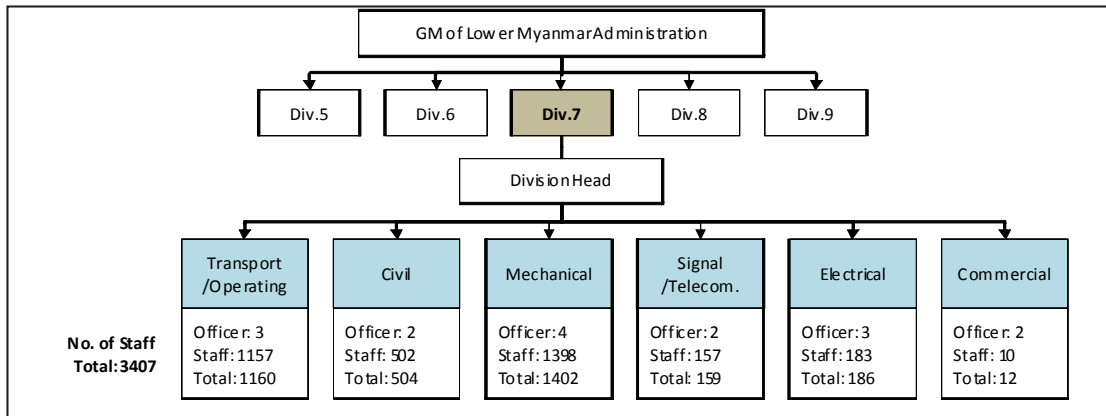 GM of Lower Myanmar Administration
Div.5
Div.6
Div.7
Div.8
Div.9
Division Head
Transport
/Operating
Civil
Mechanical
Signal
/Telecom.
Electrical
Commercial
No. of Staff
Total: 3407
Officer: 3
Staff: 1157
Total: 1160
Officer: 2
Staff: 502
Total: 504
Officer: 4
Staff: 1398
Total: 1402
Officer: 2
Staff: 157
Total: 159
Officer: 3
Staff: 183
Total: 186
Officer: 2
Staff: 10
Total: 12